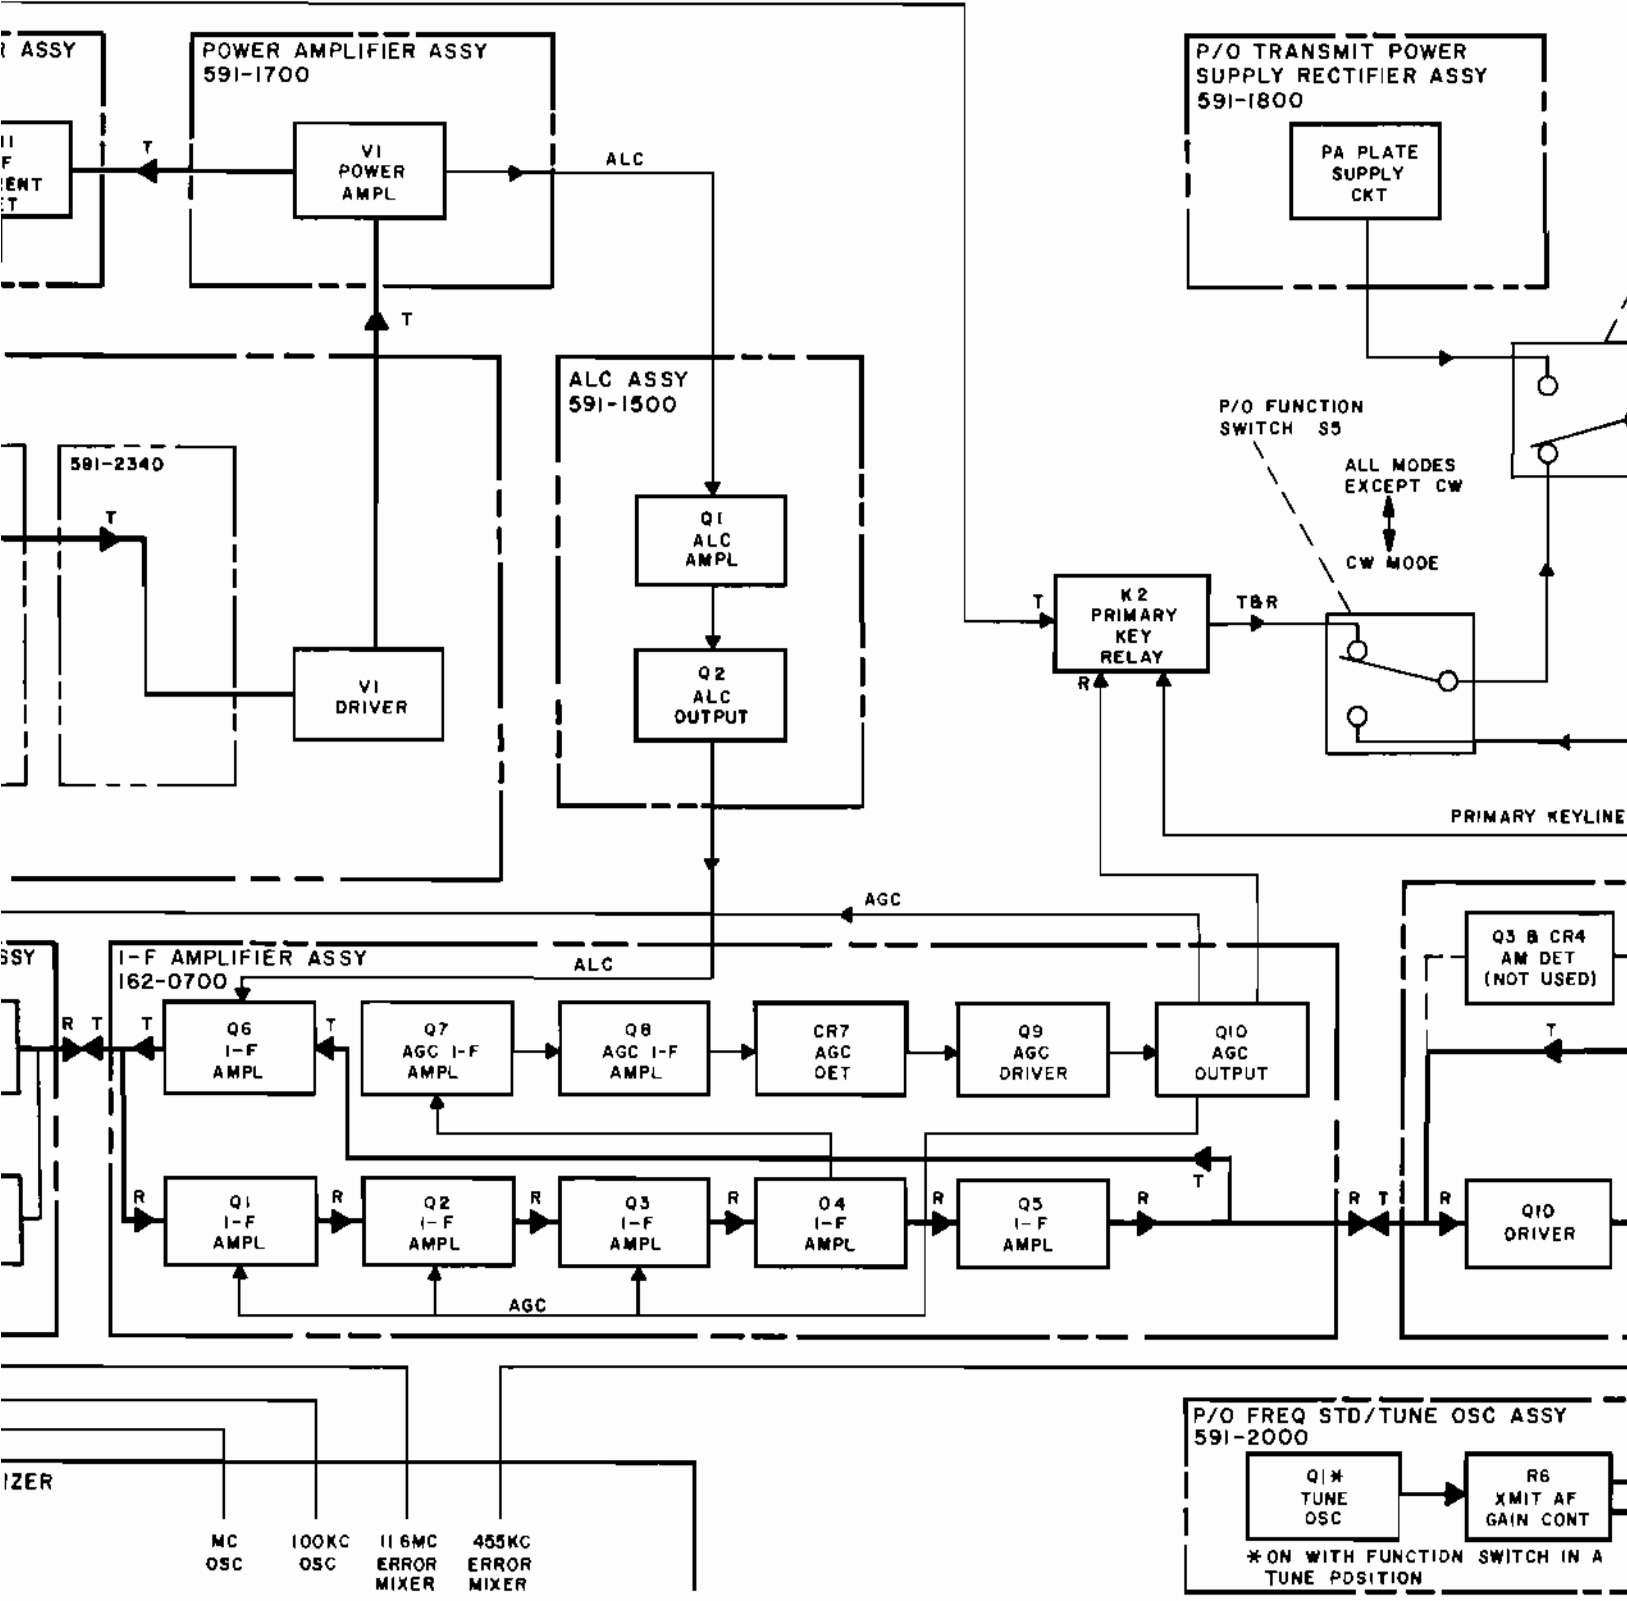 R ASSY
POWER AMPLIFIER ASSY
591-1700
P/O TRANSMIT POWER
SUPPLY RECTIFIER ASSY
591-1800
T
V1
POWER
AMPL
ALC
PA PLATE
SUPPLY
CKT
T
ALC ASSY
591-1500
P/O FUNCTION
SWITCH S5
591-2340
ALL MODES
EXCEPT CW
CW MODE
T
Q1
ALC
AMPL
T
K2
PRIMARY
KEY
RELAY
T&R
R
Q2
ALC
OUTPUT
V1
DRIVER
PRIMARY KEYLINE
AGC
I-F AMPLIFIER ASSY
162-0700
ALC
SSY
Q3 & CR4
AM DET
(NOT USED)
R T
T
Q6
I-F
AMPL
T
Q7
AGC I-F
AMPL
Q8
AGC I-F
AMPL
CR7
AGC
DET
Q9
AGC
DRIVER
Q10
AGC
OUTPUT
T
T
R
Q1
I-F
AMPL
R
Q2
I-F
AMPL
R
Q3
I-F
AMPL
R
Q4
I-F
AMPL
R
Q5
I-F
AMPL
R
R T
R
Q10
DRIVER
AGC
P/O FREQ STD/TUNE OSC ASSY
591-2000
Q1*
TUNE
OSC
R6
XMIT AF
GAIN CONT
*ON WITH FUNCTION SWITCH IN A
TUNE POSITION
IZER
MC
OSC
100KC
OSC
116MC
ERROR
MIXER
455KC
ERROR
MIXER